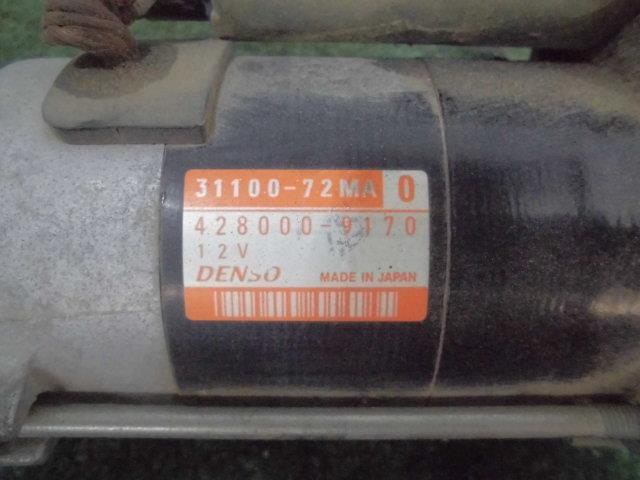 31100-72MA 0
428000-9170
12V
DENSO MADE IN JAPAN